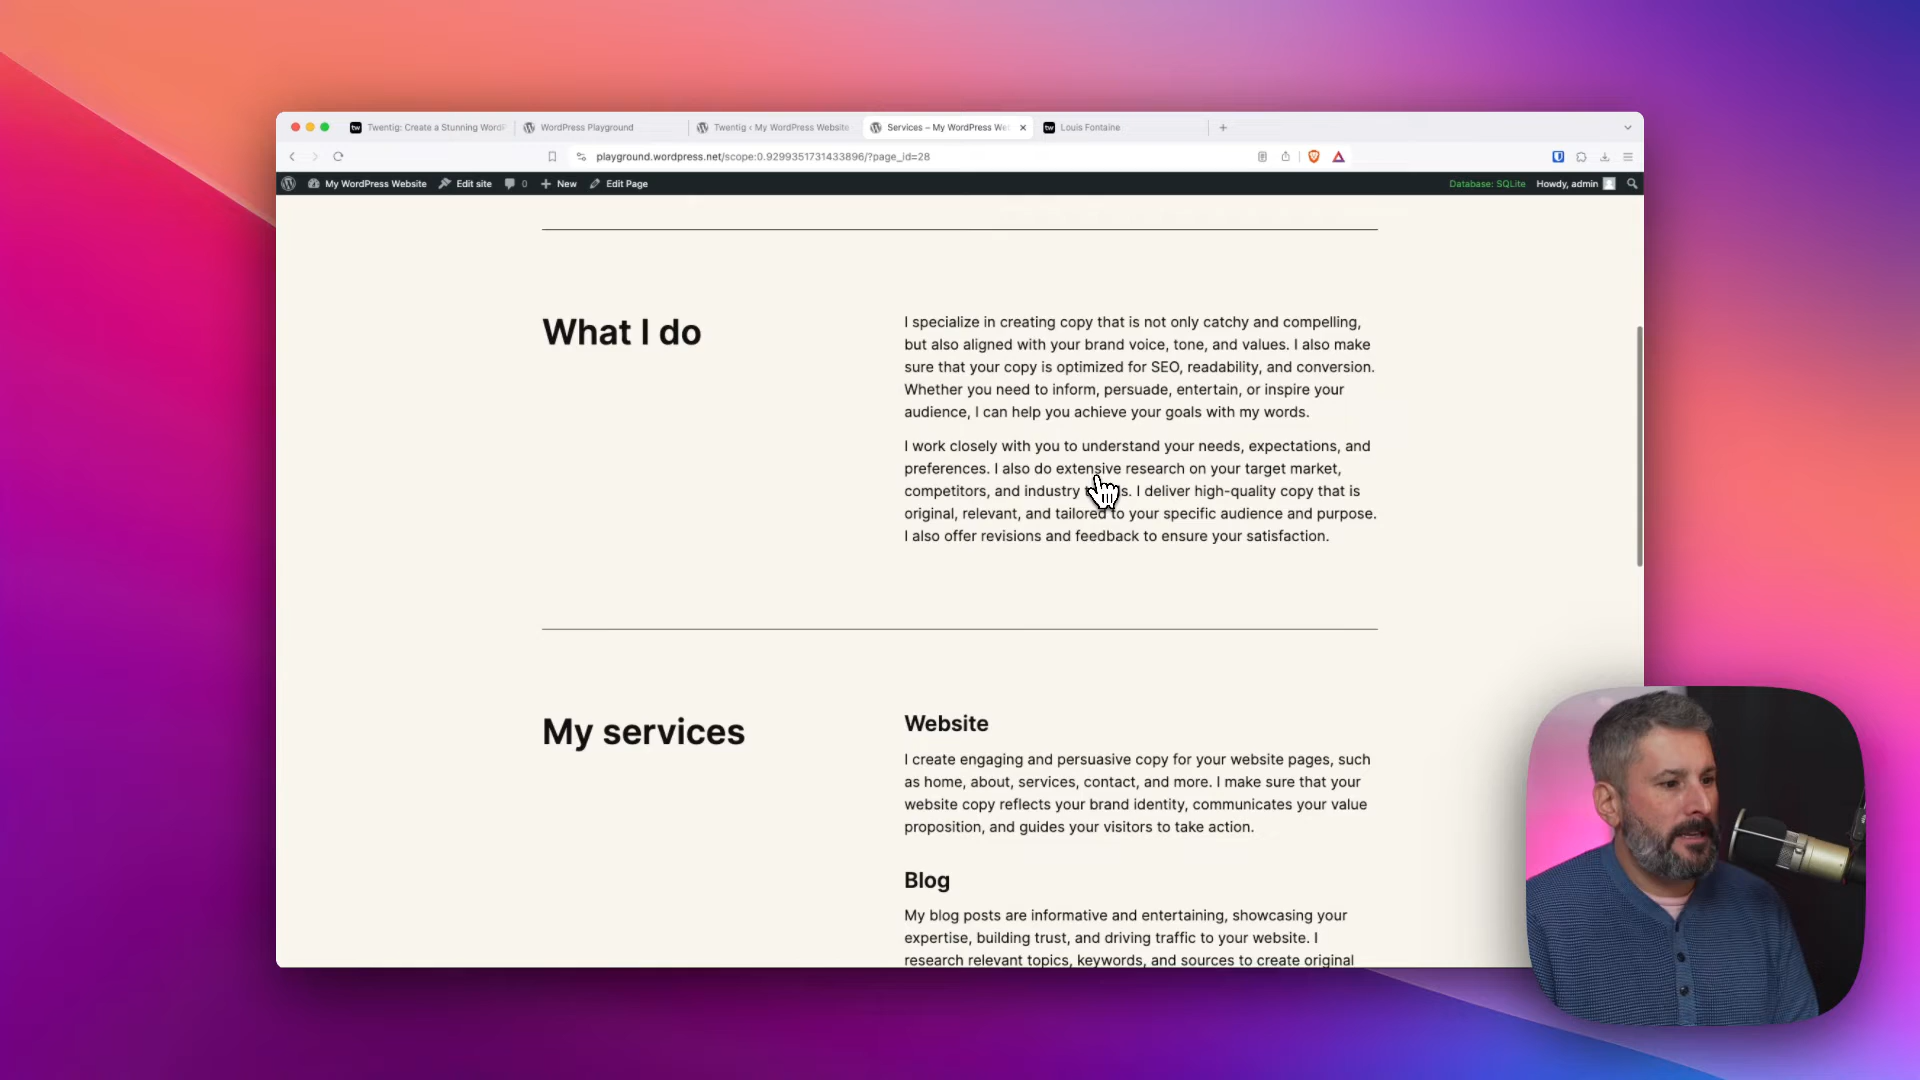 Twentig: Create a Stunning WordP
WordPress Playground
Twentig ‹ My WordPress Website
Services – My WordPress We
Louis Fontaine
playground.wordpress.net/scope:0.9299351731433896/?page_id=28
My WordPress Website
Edit site
0
New
Edit Page
Database: SQLite
Howdy, admin
What I do
I specialize in creating copy that is not only catchy and compelling,
but also aligned with your brand voice, tone, and values. I also make
sure that your copy is optimized for SEO, readability, and conversion.
Whether you need to inform, persuade, entertain, or inspire your
audience, I can help you achieve your goals with my words.
I work closely with you to understand your needs, expectations, and
preferences. I also do extensive research on your target market,
competitors, and industry I deliver high-quality copy that is
original, relevant, and tailored to your specific audience and purpose.
I also offer revisions and feedback to ensure your satisfaction.
My services
Website
I create engaging and persuasive copy for your website pages, such
as home, about, services, contact, and more. I make sure that your
website copy reflects your brand identity, communicates your value
proposition, and guides your visitors to take action.
Blog
My blog posts are informative and entertaining, showcasing your
expertise, building trust, and driving traffic to your website. I
research relevant topics, keywords, and sources to create original